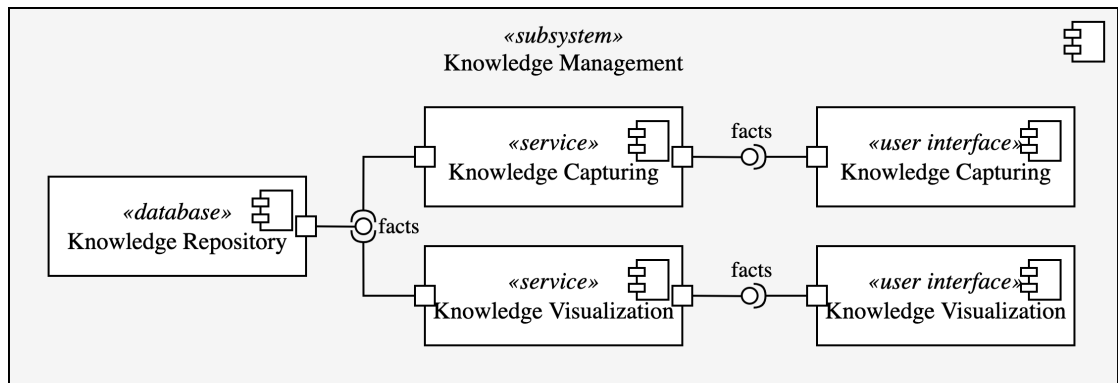 «subsystem»
Knowledge Management
«service»
Knowledge Capturing
facts
«user interface»
Knowledge Capturing
«database»
Knowledge Repository
facts
«service»
Knowledge Visualization
facts
«user interface»
Knowledge Visualization